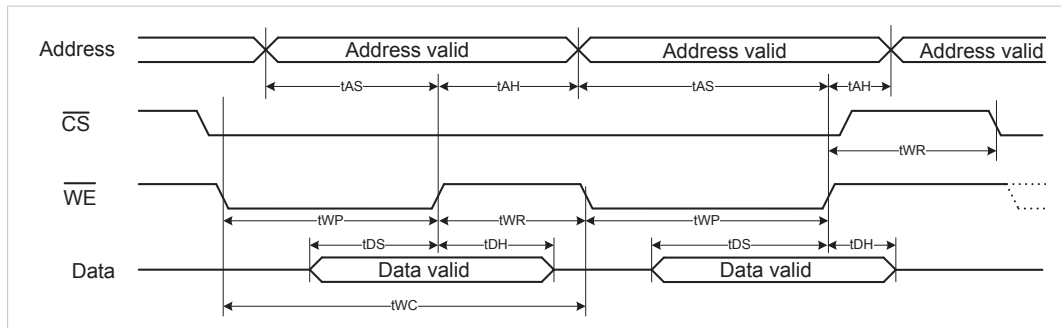 Address Address valid Address valid Address valid
tAS tAH tAS tAH
CS
tWR
WE
tWP tWR tWP
tDS tDH tDS tDH
Data Data valid Data valid
tWC